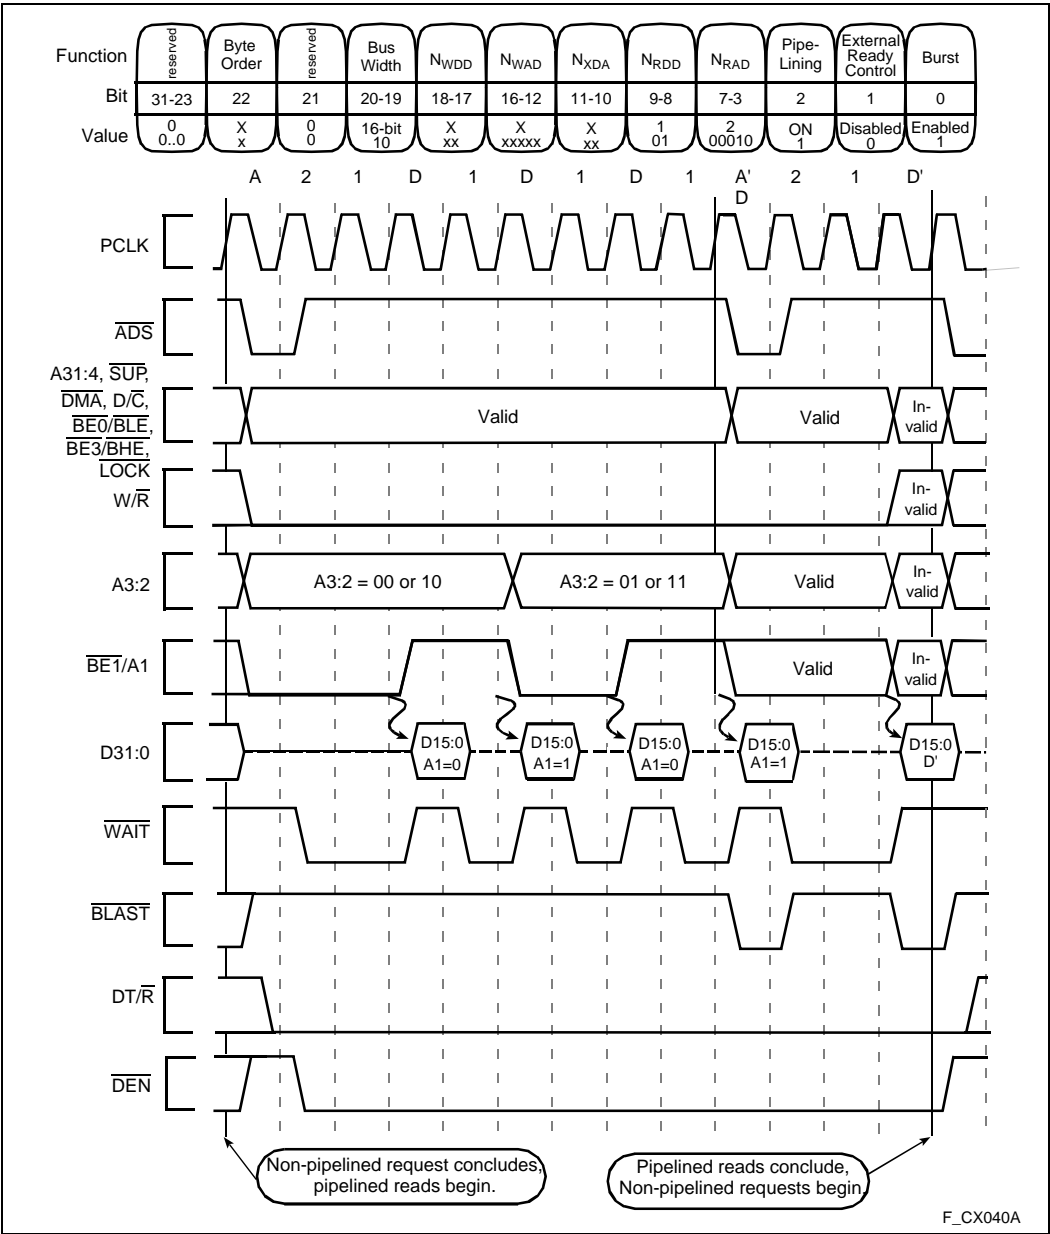 Function reserved Byte Order reserved Bus Width NWDD NWAD NXDA NRDD NRAD Pipe-Lining External Ready Control Burst
Bit 31-23 22 21 20-19 18-17 16-12 11-10 9-8 7-3 2 1 0
Value 0 0..0 X x 0 0 16-bit 10 X xx X xxxxx X xx 1 01 2 00010 ON 1 Disabled 0 Enabled 1
A 2 1 D 1 D 1 D 1 A' D 2 1 D'
PCLK
ADS
A31:4, SUP,
DMA, D/C,
BE0/BLE,
BE3/BHE,
LOCK
Valid Valid In-valid
W/R
In-valid
A3:2 A3:2 = 00 or 10 A3:2 = 01 or 11 Valid In-valid
BE1/A1 Valid In-valid
D31:0 D15:0 A1=0 D15:0 A1=1 D15:0 A1=0 D15:0 A1=1 D15:0 D'
WAIT
BLAST
DT/R
DEN
Non-pipelined request concludes,
pipelined reads begin.
Pipelined reads conclude,
Non-pipelined requests begin.
F_CX040A